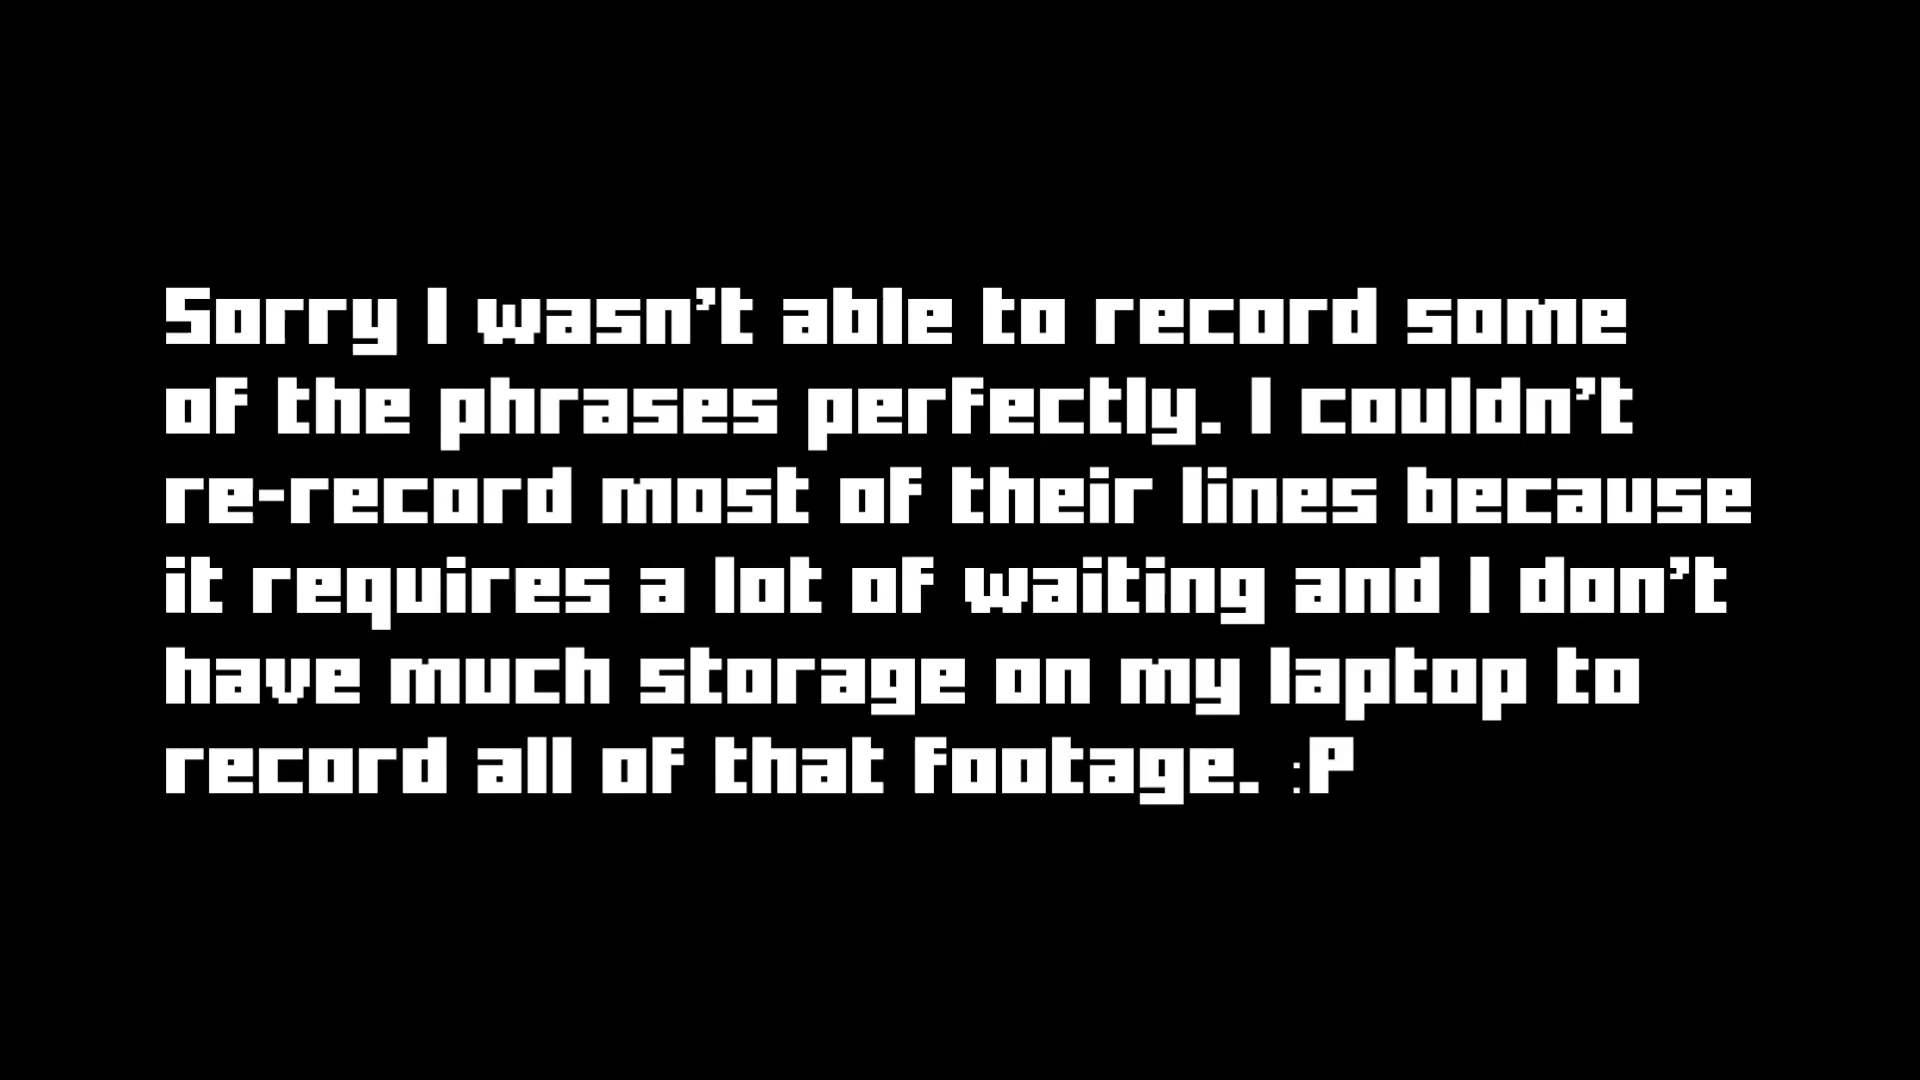 Sorry I wasn't able to record some
of the phrases perfectly. I couldn't
re-record most of their lines because
it requires a lot of waiting and I don't
have much storage on my laptop to
record all of that footage. :P